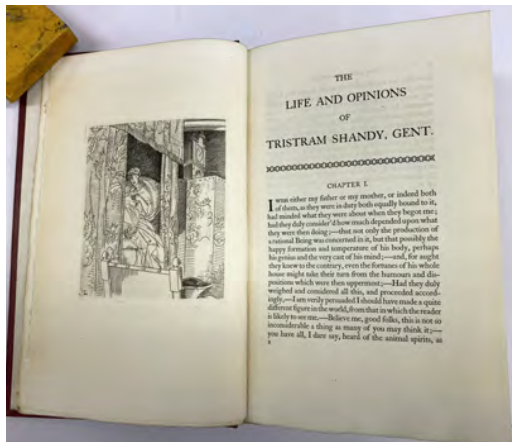 THE
LIFE AND OPINIONS
OF
TRISTRAM SHANDY, GENT.
CHAPTER I.
I WISH either my father or my mother, or indeed both
of them, as they were in duty both equally bound to it,
had minded what they were about when they begot me;
had they duly consider'd how much depended upon what
they were then doing;—that not only the production of
a rational Being was concerned in it, but that possibly the
happy formation and temperature of his body, perhaps
his genius and the very cast of his mind;—and, for aught
they knew to the contrary, even the fortunes of his whole
house might take their turn from the humours and dis-
positions which were then uppermost;—Had they duly
weighed and considered all this, and proceeded accord-
ingly,—I am verily persuaded I should have made a quite
different figure in the world, from that in which the reader
is likely to see me.—Believe me, good folks, this is not so
inconsiderable a thing as many of you may think it;—
you have all, I dare say, heard of the animal spirits, as